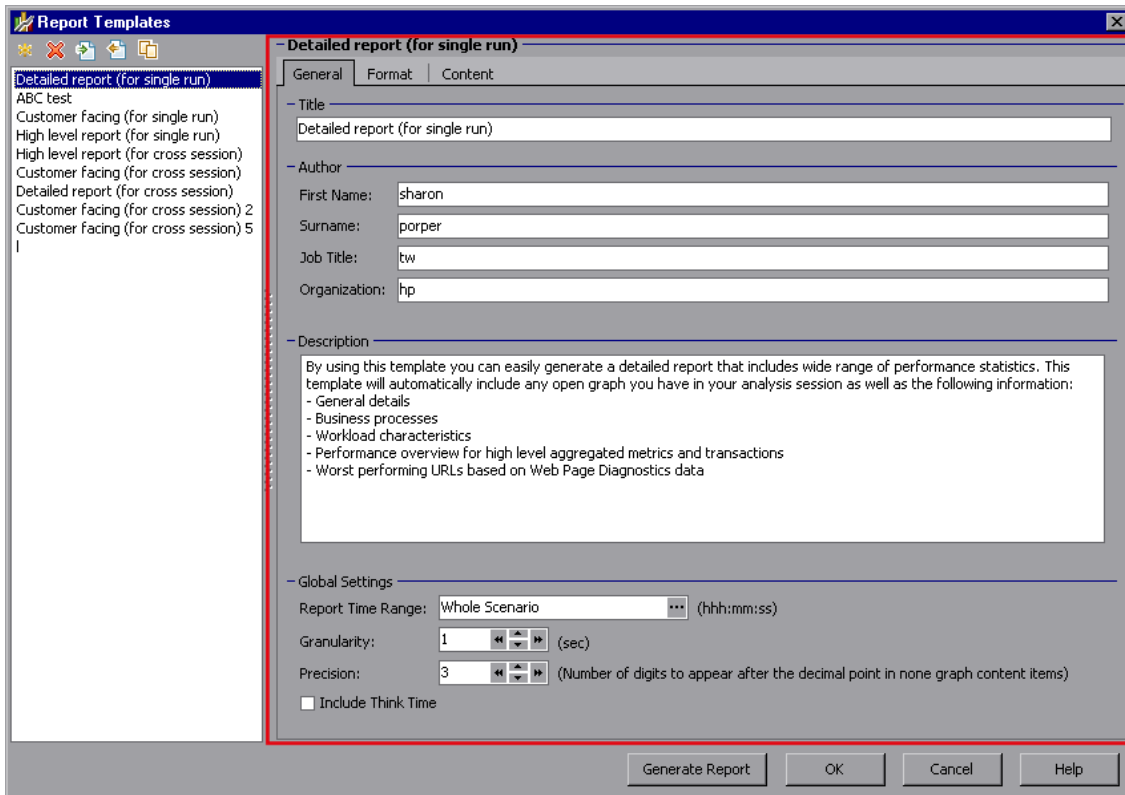 Report Templates
Detailed report (for single run)
ABC test
Customer facing (for single run)
High level report (for single run)
High level report (for cross session)
Customer facing (for cross session)
Detailed report (for cross session)
Customer facing (for cross session) 2
Customer facing (for cross session) 5
l
Detailed report (for single run)
General Format Content
Title
Detailed report (for single run)
Author
First Name: sharon
Surname: porper
Job Title: tw
Organization: hp
Description
By using this template you can easily generate a detailed report that includes wide range of performance statistics. This
template will automatically include any open graph you have in your analysis session as well as the following information:
- General details
- Business processes
- Workload characteristics
- Performance overview for high level aggregated metrics and transactions
- Worst performing URLs based on Web Page Diagnostics data
Global Settings
Report Time Range: Whole Scenario ... (hhh:mm:ss)
Granularity: 1 (sec)
Precision: 3 (Number of digits to appear after the decimal point in none graph content items)
Include Think Time
Generate Report OK Cancel Help